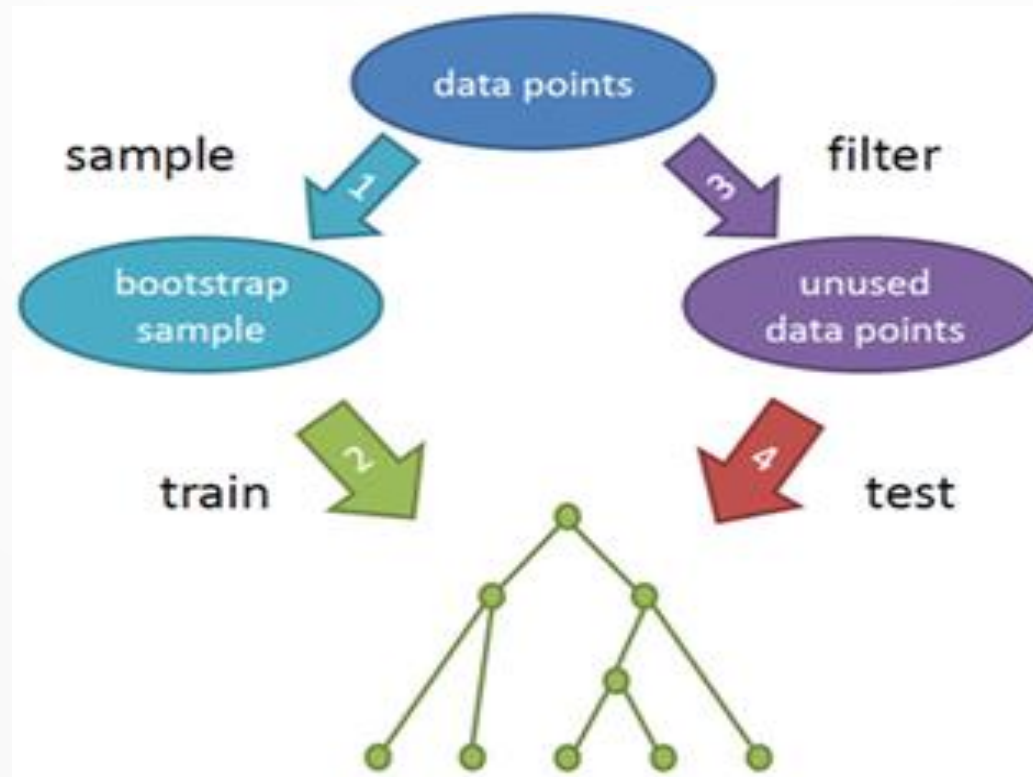 data points
sample
1
3
filter
bootstrap
sample
unused
data points
train
2
4
test